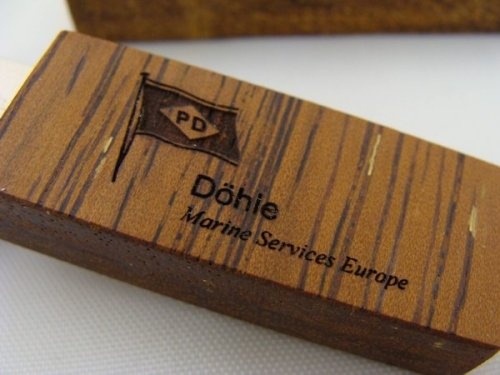 PD
Döhle
Marine Services Europe